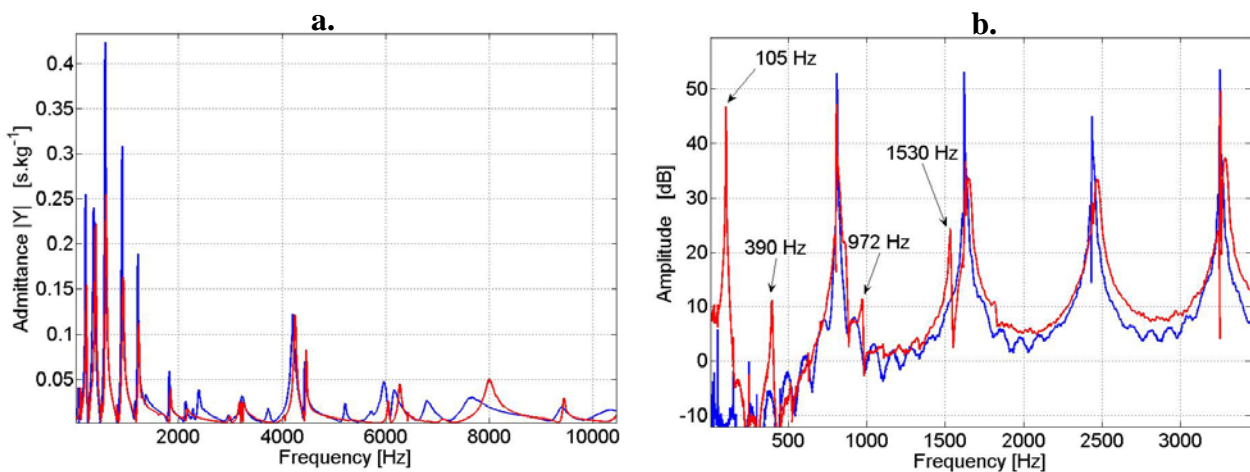 a.
Admittance |Y| [s.kg⁻¹]
0.4
0.35
0.3
0.25
0.2
0.15
0.1
0.05
2000
4000
6000
8000
10000
Frequency [Hz]
b.
Amplitude [dB]
50
40
30
20
10
0
-10
105 Hz
390 Hz
972 Hz
1530 Hz
500
1000
1500
2000
2500
3000
Frequency [Hz]